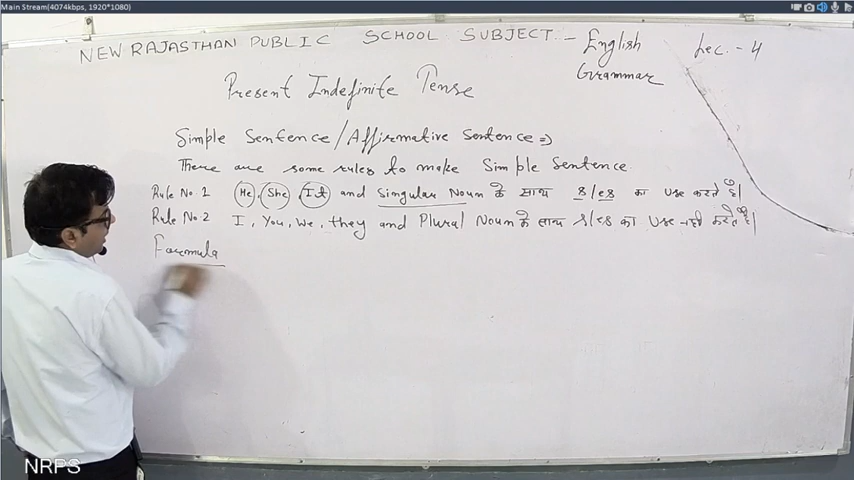 Main Stream(4074kbps, 1920*1080)
NEW RAJASTHAN PUBLIC SCHOOL SUBJECT - English Lec. - 4
Grammar
Present Indefinite Tense
Simple Sentence/Affirmative Sentence ⇒
There are some rules to make Simple Sentence.
Rule No. 1 He, She, It and Singular Noun के साथ s/es का Use करते है|
Rule No. 2 I, You, We, they and Plural Noun के साथ s/es का Use नहीं करते है|
Formula
NRPS